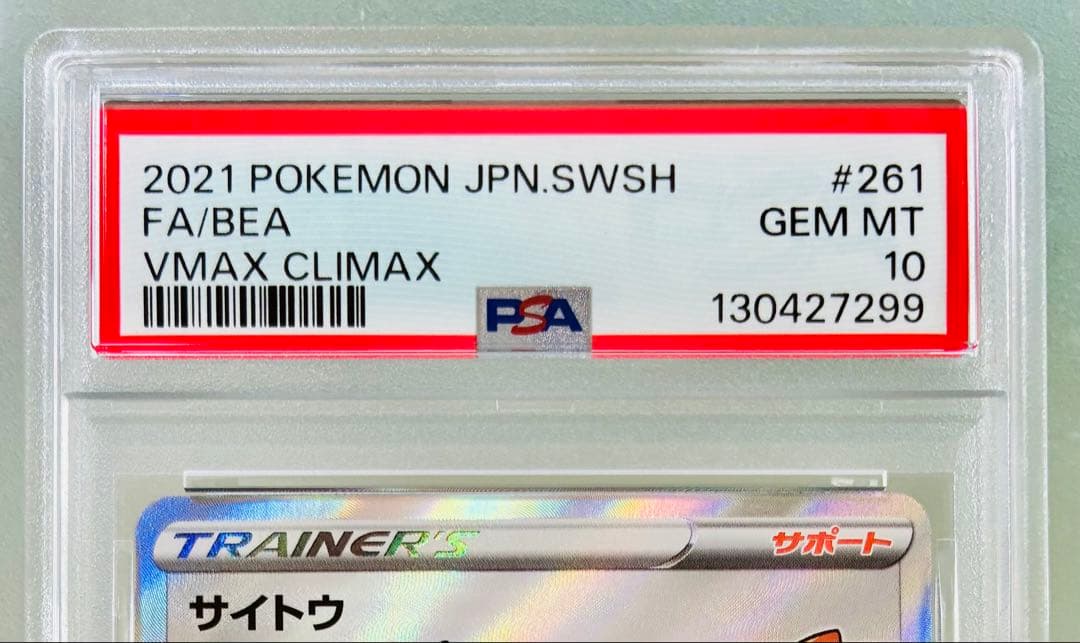 2021 POKEMON JPN.SWSH #261
FA/BEA GEM MT
VMAX CLIMAX 10
PSA 130427299
TRAINER'S サポート
サイトウ